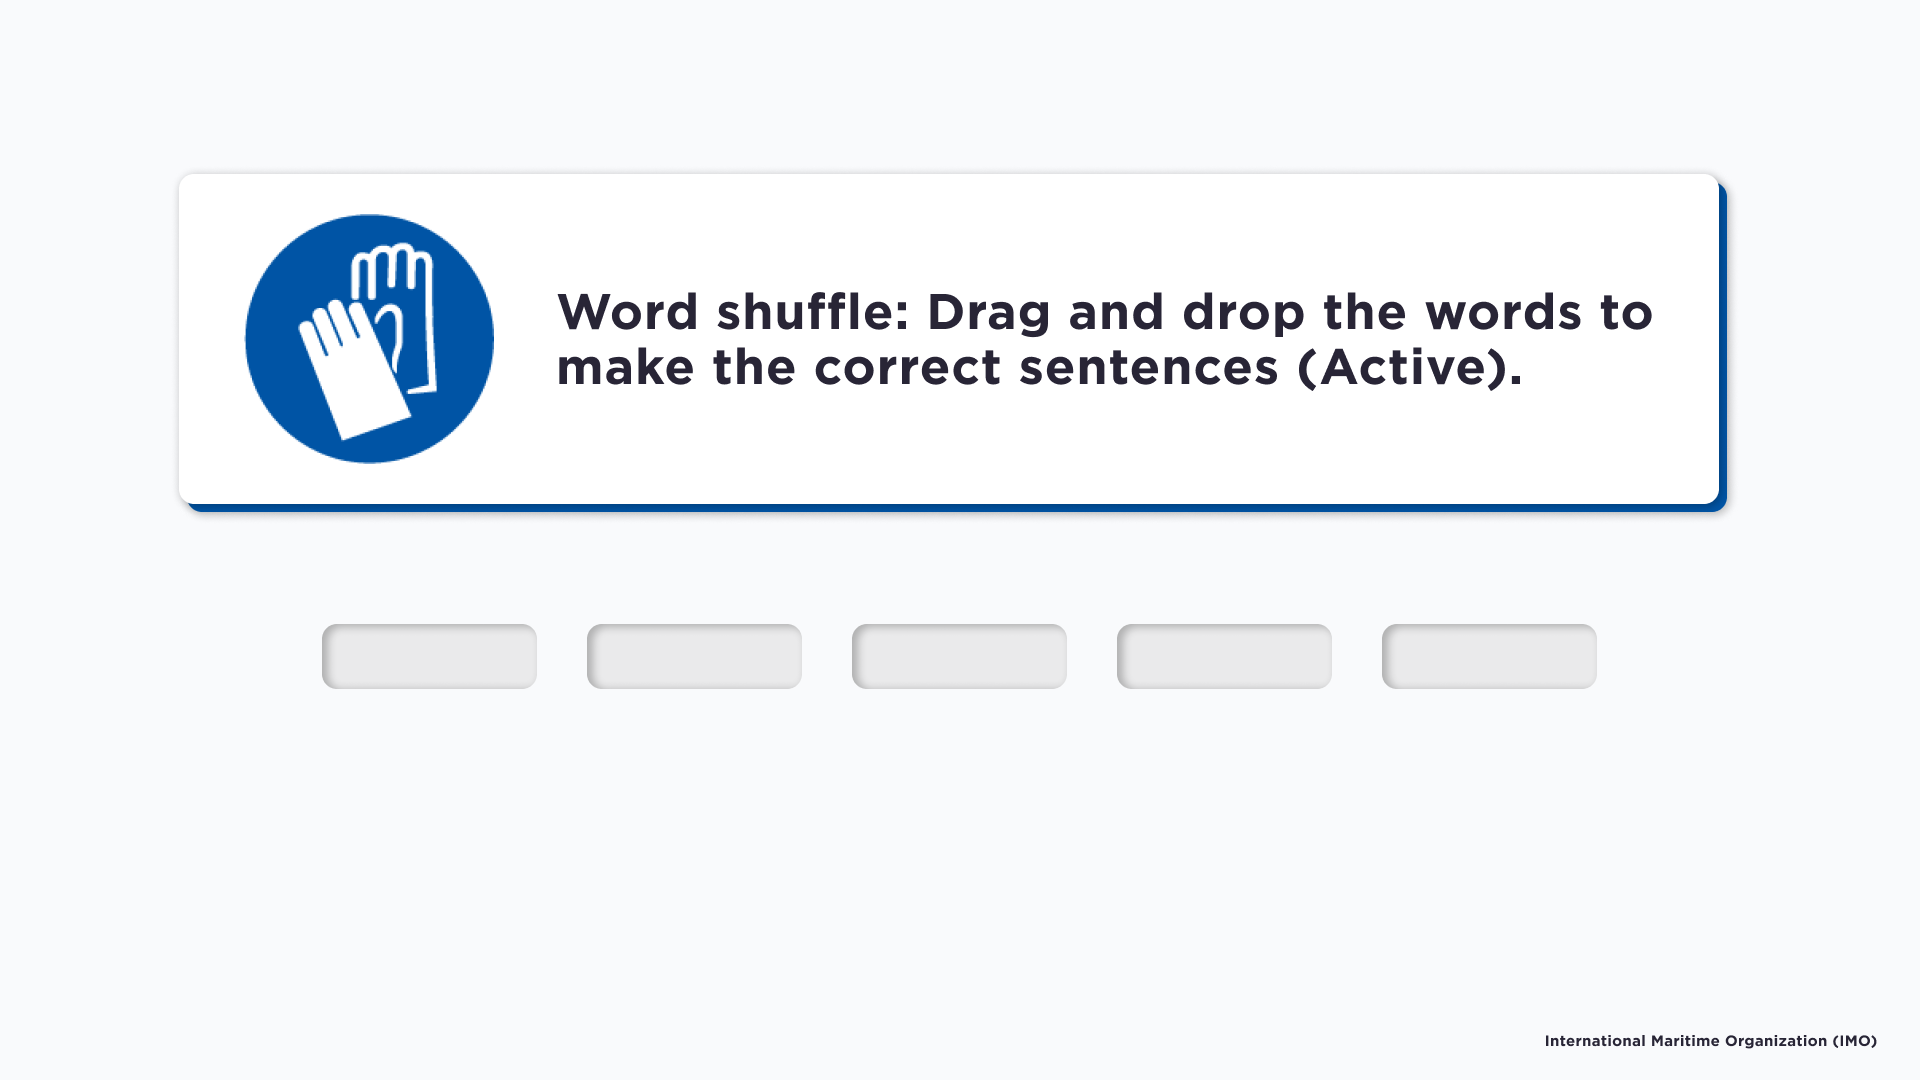 Word shuffle: Drag and drop the words to
make the correct sentences (Active).
International Maritime Organization (IMO)